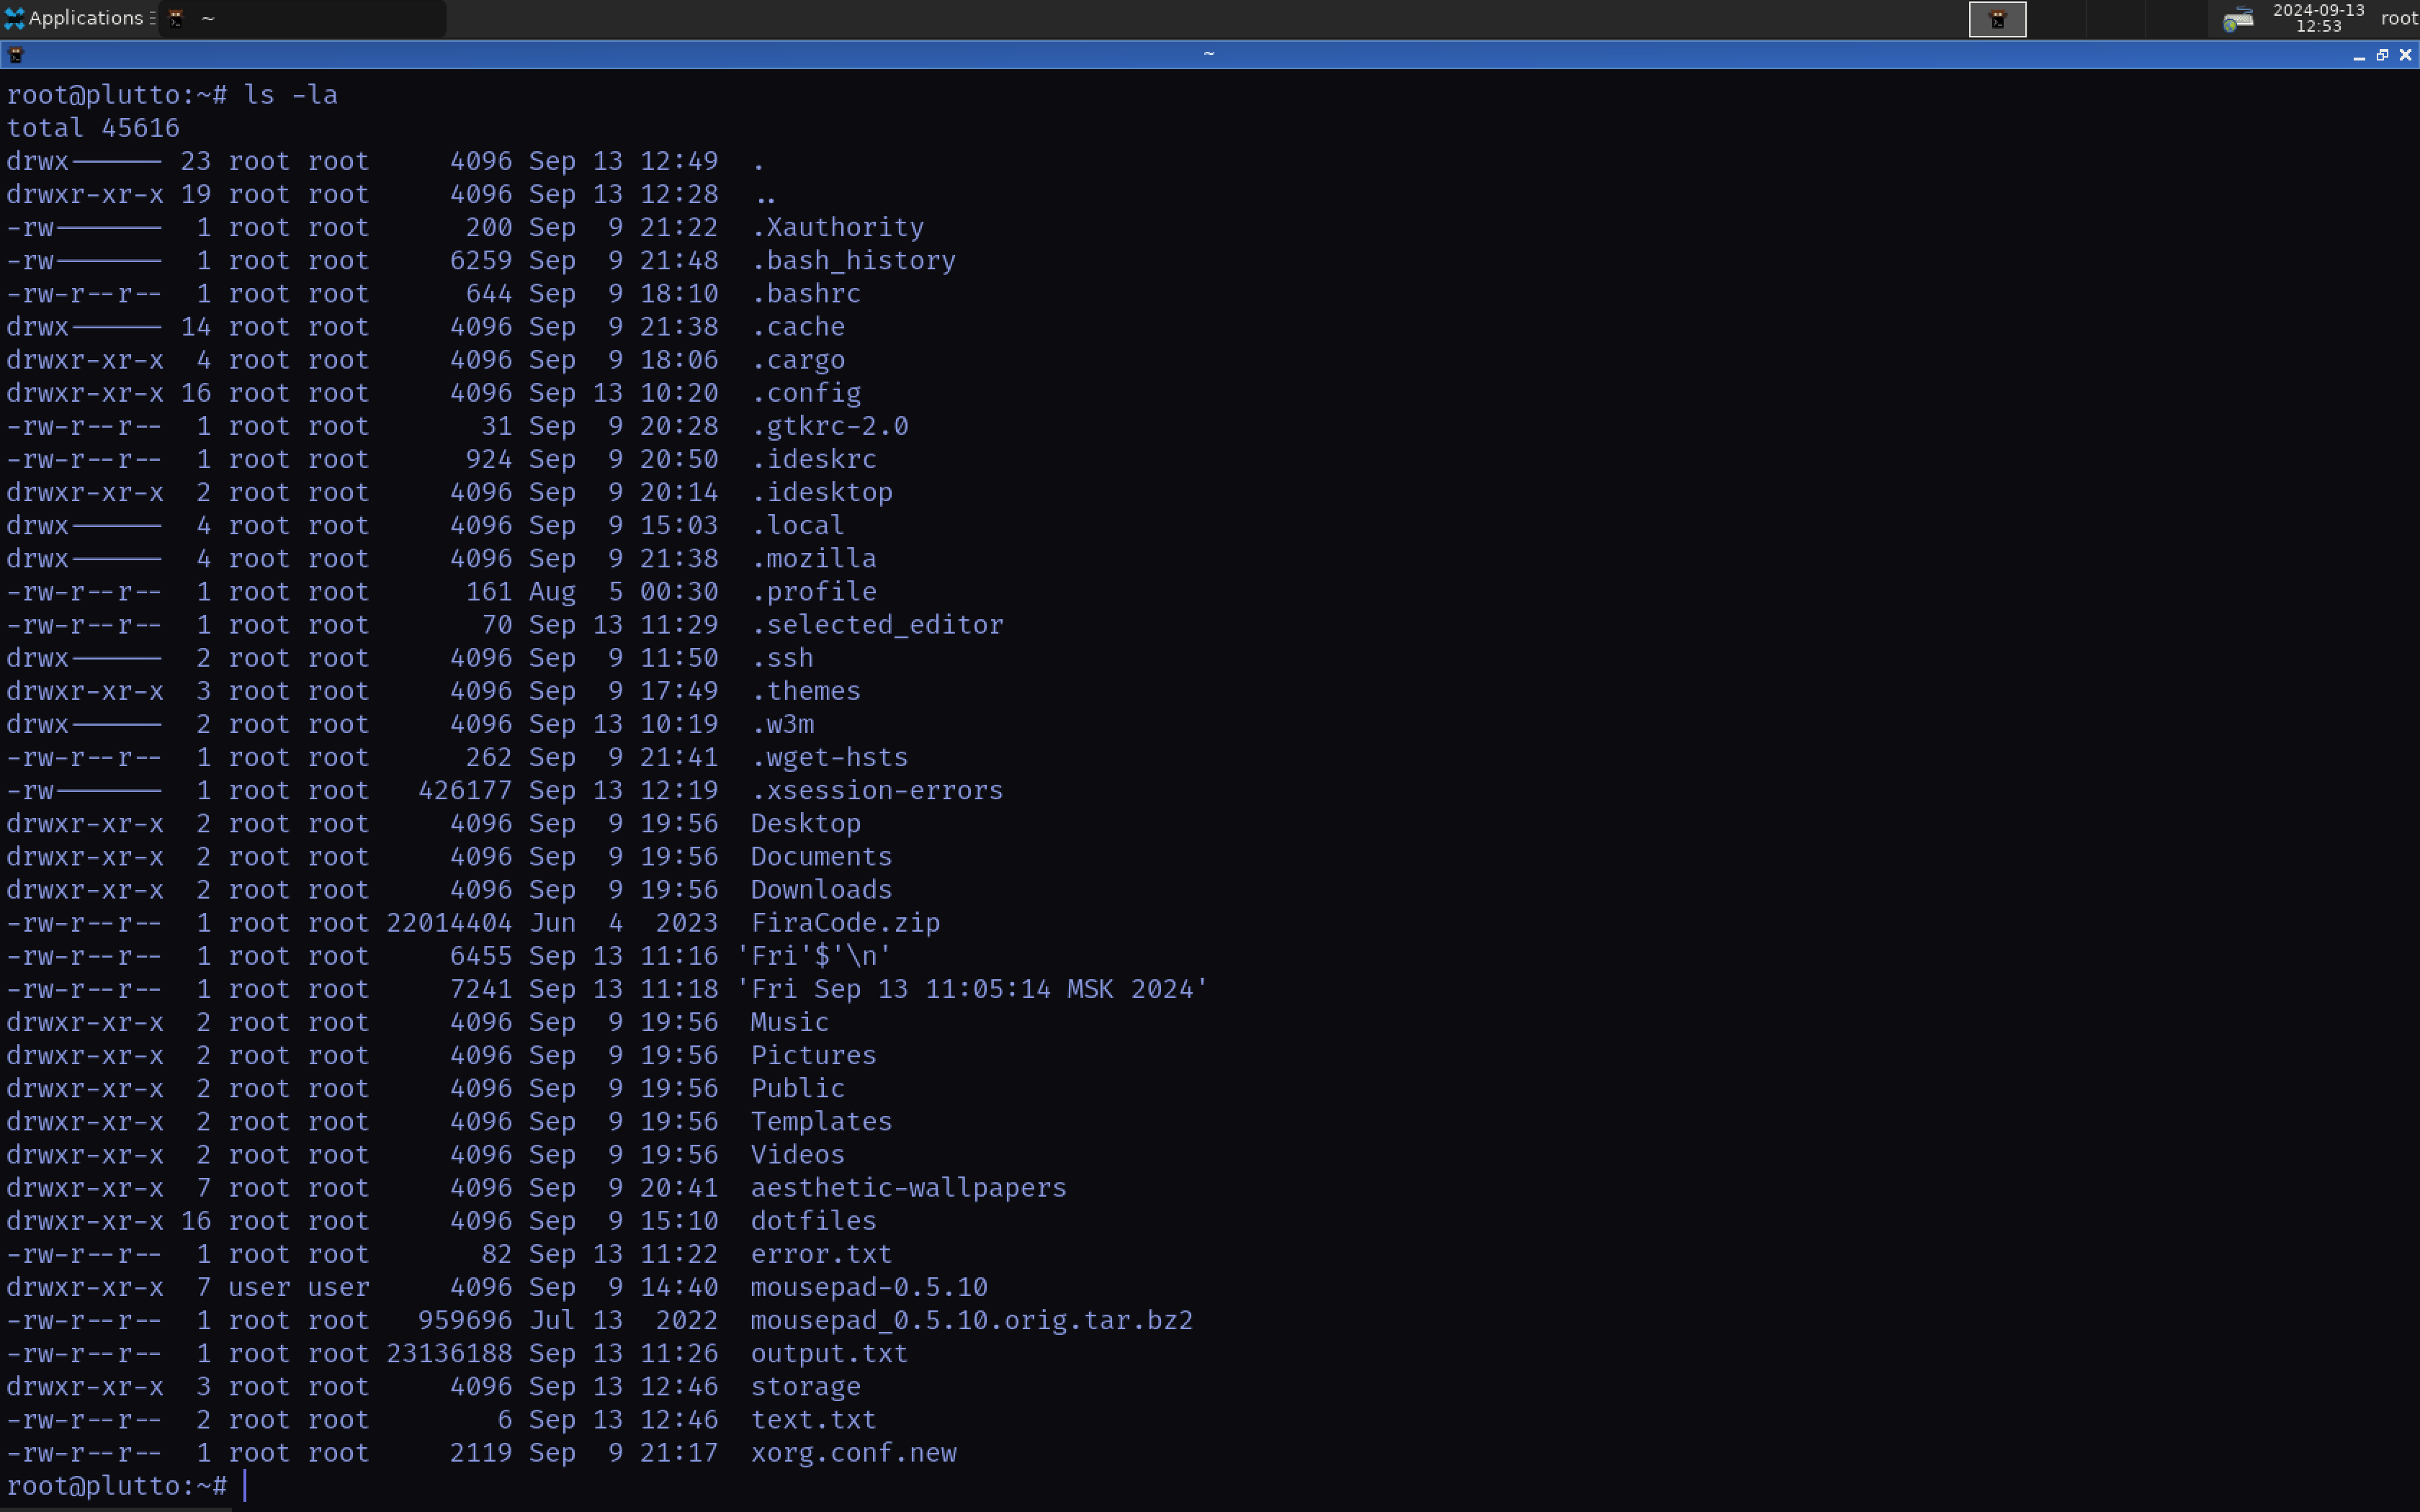 Applications ~ 2024-09-13
12:53 root
~
root@plutto:~# ls -la
total 45616
drwx------ 23 root root     4096 Sep 13 12:49  .
drwxr-xr-x 19 root root     4096 Sep 13 12:28  ..
-rw-------  1 root root      200 Sep  9 21:22  .Xauthority
-rw-------  1 root root     6259 Sep  9 21:48  .bash_history
-rw-r--r--  1 root root      644 Sep  9 18:10  .bashrc
drwx------ 14 root root     4096 Sep  9 21:38  .cache
drwxr-xr-x  4 root root     4096 Sep  9 18:06  .cargo
drwxr-xr-x 16 root root     4096 Sep 13 10:20  .config
-rw-r--r--  1 root root       31 Sep  9 20:28  .gtkrc-2.0
-rw-r--r--  1 root root      924 Sep  9 20:50  .ideskrc
drwxr-xr-x  2 root root     4096 Sep  9 20:14  .idesktop
drwx------  4 root root     4096 Sep  9 15:03  .local
drwx------  4 root root     4096 Sep  9 21:38  .mozilla
-rw-r--r--  1 root root      161 Aug  5 00:30  .profile
-rw-r--r--  1 root root       70 Sep 13 11:29  .selected_editor
drwx------  2 root root     4096 Sep  9 11:50  .ssh
drwxr-xr-x  3 root root     4096 Sep  9 17:49  .themes
drwx------  2 root root     4096 Sep 13 10:19  .w3m
-rw-r--r--  1 root root      262 Sep  9 21:41  .wget-hsts
-rw-------  1 root root   426177 Sep 13 12:19  .xsession-errors
drwxr-xr-x  2 root root     4096 Sep  9 19:56  Desktop
drwxr-xr-x  2 root root     4096 Sep  9 19:56  Documents
drwxr-xr-x  2 root root     4096 Sep  9 19:56  Downloads
-rw-r--r--  1 root root 22014404 Jun  4  2023  FiraCode.zip
-rw-r--r--  1 root root     6455 Sep 13 11:16 'Fri'$'\n'
-rw-r--r--  1 root root     7241 Sep 13 11:18 'Fri Sep 13 11:05:14 MSK 2024'
drwxr-xr-x  2 root root     4096 Sep  9 19:56  Music
drwxr-xr-x  2 root root     4096 Sep  9 19:56  Pictures
drwxr-xr-x  2 root root     4096 Sep  9 19:56  Public
drwxr-xr-x  2 root root     4096 Sep  9 19:56  Templates
drwxr-xr-x  2 root root     4096 Sep  9 19:56  Videos
drwxr-xr-x  7 root root     4096 Sep  9 20:41  aesthetic-wallpapers
drwxr-xr-x 16 root root     4096 Sep  9 15:10  dotfiles
-rw-r--r--  1 root root       82 Sep 13 11:22  error.txt
drwxr-xr-x  7 user user     4096 Sep  9 14:40  mousepad-0.5.10
-rw-r--r--  1 root root   959696 Jul 13  2022  mousepad_0.5.10.orig.tar.bz2
-rw-r--r--  1 root root 23136188 Sep 13 11:26  output.txt
drwxr-xr-x  3 root root     4096 Sep 13 12:46  storage
-rw-r--r--  2 root root        6 Sep 13 12:46  text.txt
-rw-r--r--  1 root root     2119 Sep  9 21:17  xorg.conf.new
root@plutto:~#